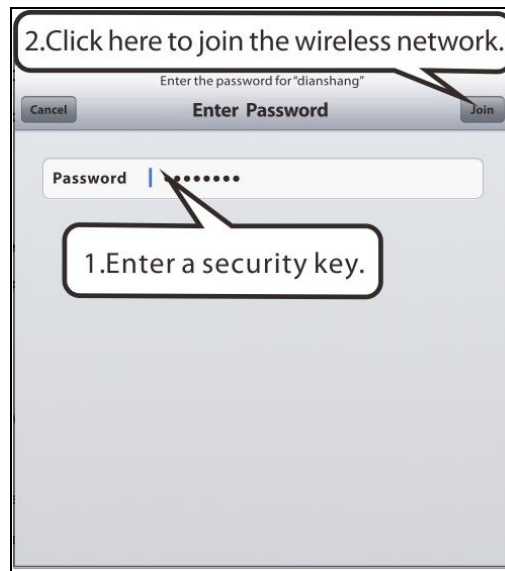 2.Click here to join the wireless network.
Enter the password for “dianshang”
Cancel
Enter Password
Join
Password
••••••••
1.Enter a security key.